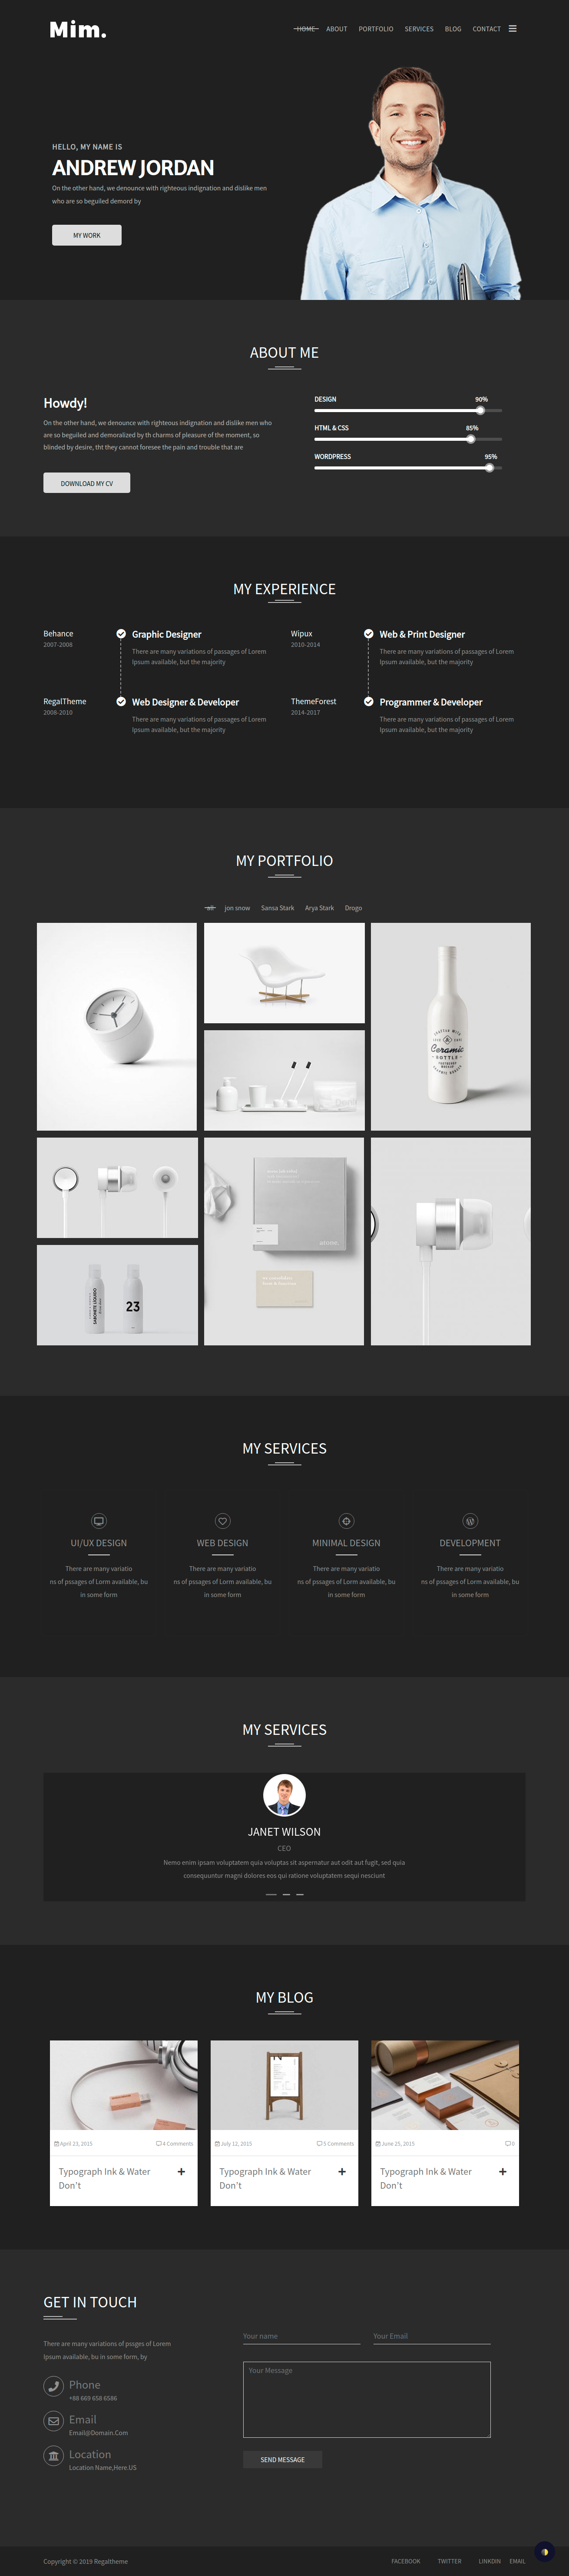 Mim.
HOME ABOUT PORTFOLIO SERVICES BLOG CONTACT
HELLO, MY NAME IS
ANDREW JORDAN
On the other hand, we denounce with righteous indignation and dislike men
who are so beguiled demord by
MY WORK
ABOUT ME
Howdy!
On the other hand, we denounce with righteous indignation and dislike men who
are so beguiled and demoralized by th charms of pleasure of the moment, so
blinded by desire, tht they cannot foresee the pain and trouble that are
DOWNLOAD MY CV
DESIGN 90%
HTML & CSS 85%
WORDPRESS 95%
MY EXPERIENCE
Behance
2007-2008
Graphic Designer
There are many variations of passages of Lorem
Ipsum available, but the majority
Wipux
2010-2014
Web & Print Designer
There are many variations of passages of Lorem
Ipsum available, but the majority
RegalTheme
2008-2010
Web Designer & Developer
There are many variations of passages of Lorem
Ipsum available, but the majority
ThemeForest
2014-2017
Programmer & Developer
There are many variations of passages of Lorem
Ipsum available, but the majority
MY PORTFOLIO
all jon snow Sansa Stark Arya Stark Drogo
Ceramic
BOTTLE
SABONETE LÍQUIDO
23
MY SERVICES
UI/UX DESIGN
There are many variatio
ns of pssages of Lorm available, bu
in some form
WEB DESIGN
There are many variatio
ns of pssages of Lorm available, bu
in some form
MINIMAL DESIGN
There are many variatio
ns of pssages of Lorm available, bu
in some form
DEVELOPMENT
There are many variatio
ns of pssages of Lorm available, bu
in some form
MY SERVICES
JANET WILSON
CEO
Nemo enim ipsam voluptatem quia voluptas sit aspernatur aut odit aut fugit, sed quia
consequuntur magni dolores eos qui ratione voluptatem sequi nesciunt
MY BLOG
April 23, 2015 4 Comments
Typograph Ink & Water
Don't
July 12, 2015 5 Comments
Typograph Ink & Water
Don't
June 25, 2015 0
Typograph Ink & Water
Don't
GET IN TOUCH
There are many variations of pssges of Lorem
Ipsum available, bu in some form, by
Phone
+88 669 658 6586
Email
Email@Domain.Com
Location
Location Name,Here.US
Your name
Your Email
Your Message
SEND MESSAGE
Copyright © 2019 Regaltheme
FACEBOOK TWITTER LINKDIN EMAIL